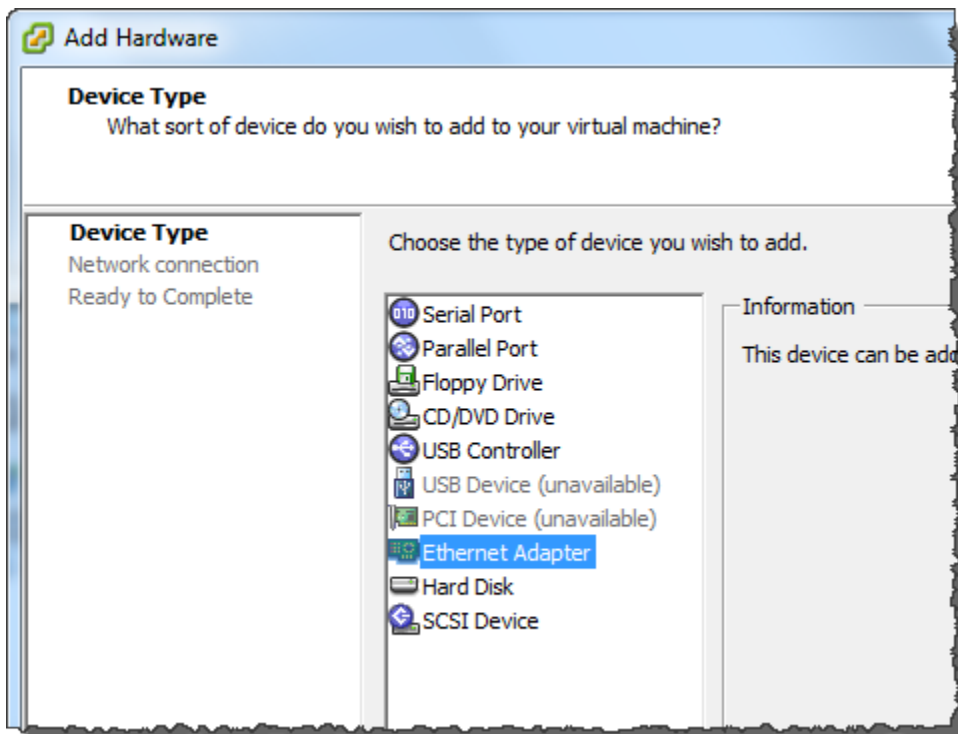 Add Hardware
Device Type
What sort of device do you wish to add to your virtual machine?
Device Type
Network connection
Ready to Complete
Choose the type of device you wish to add.
Serial Port
Parallel Port
Floppy Drive
CD/DVD Drive
USB Controller
USB Device (unavailable)
PCI Device (unavailable)
Ethernet Adapter
Hard Disk
SCSI Device
Information
This device can be